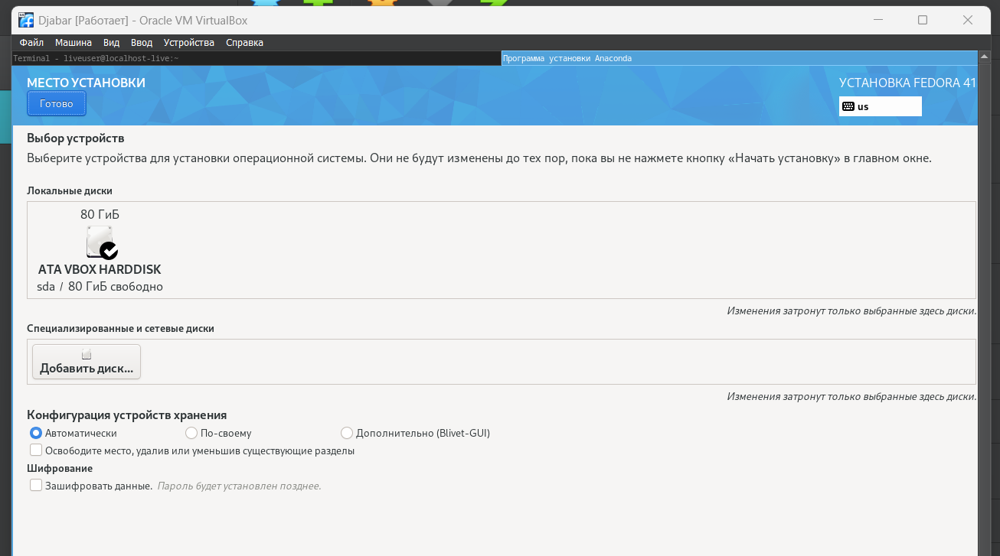 Djabar [Работает] - Oracle VM VirtualBox
Файл Машина Вид Ввод Устройства Справка
Terminal - liveuser@localhost-live:~ Программа установки Anaconda
МЕСТО УСТАНОВКИ УСТАНОВКА FEDORA 41
Готово us
Выбор устройств
Выберите устройства для установки операционной системы. Они не будут изменены до тех пор, пока вы не нажмете кнопку «Начать установку» в главном окне.
Локальные диски
80 ГиБ
ATA VBOX HARDDISK
sda / 80 ГиБ свободно
Изменения затронут только выбранные здесь диски.
Специализированные и сетевые диски
Добавить диск...
Изменения затронут только выбранные здесь диски.
Конфигурация устройств хранения
Автоматически По-своему Дополнительно (Blivet-GUI)
Освободите место, удалив или уменьшив существующие разделы
Шифрование
Зашифровать данные. Пароль будет установлен позднее.